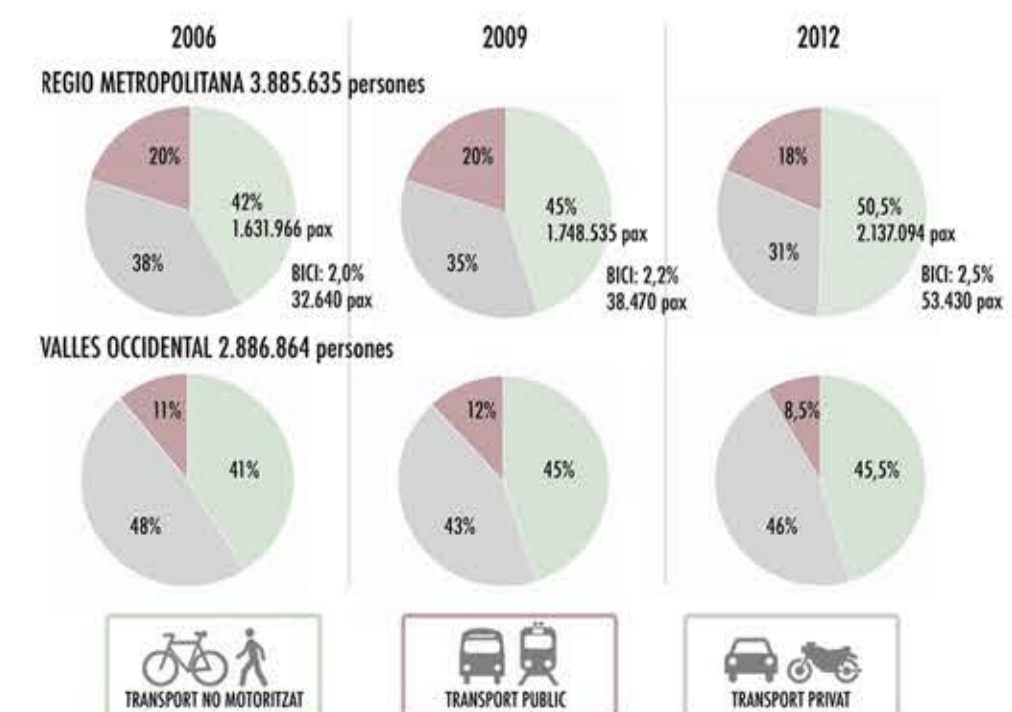 2006
2009
2012
REGIO METROPOLITANA 3.885.635 persones
20%
42%
1.631.966 pax
38%
BICI: 2,0%
32.640 pax
20%
45%
1.748.535 pax
35%
BICI: 2,2%
38.470 pax
18%
50,5%
2.137.094 pax
31%
BICI: 2,5%
53.430 pax
VALLES OCCIDENTAL 2.886.864 persones
11%
41%
48%
12%
45%
43%
8,5%
45,5%
46%
TRANSPORT NO MOTORITZAT
TRANSPORT PUBLIC
TRANSPORT PRIVAT